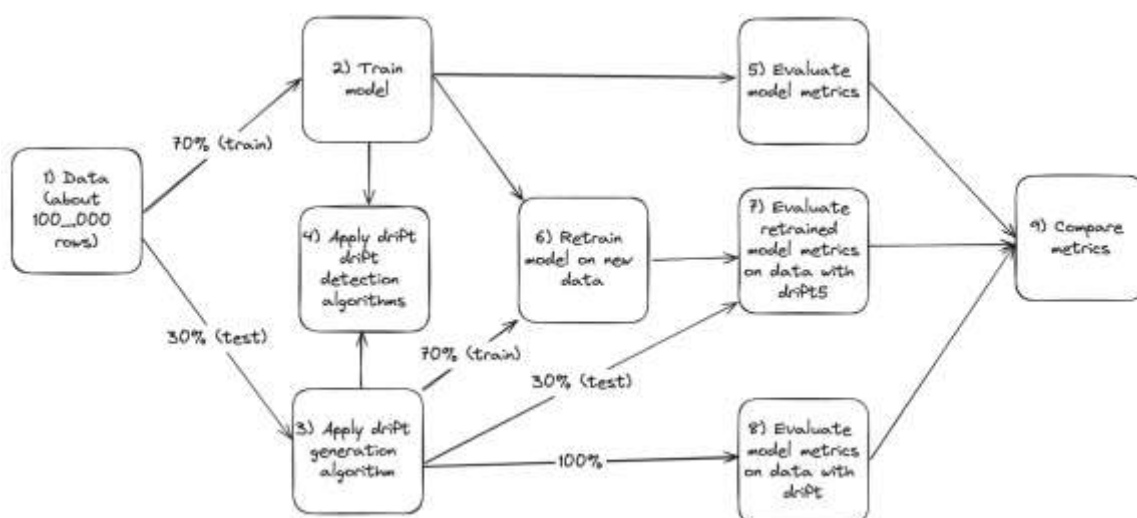 1) Data
(about
100_000
rows)
70% (train)
30% (test)
2) Train
model
3) Apply drift
generation
algorithm
4) Apply drift
drift
detection
algorithms
70% (train)
30% (test)
100%
5) Evaluate
model metrics
6) Retrain
model on new
data
7) Evaluate
retrained
model metrics
on data with
drift5
8) Evaluate
model metrics
on data with
drift
9) Compare
metrics